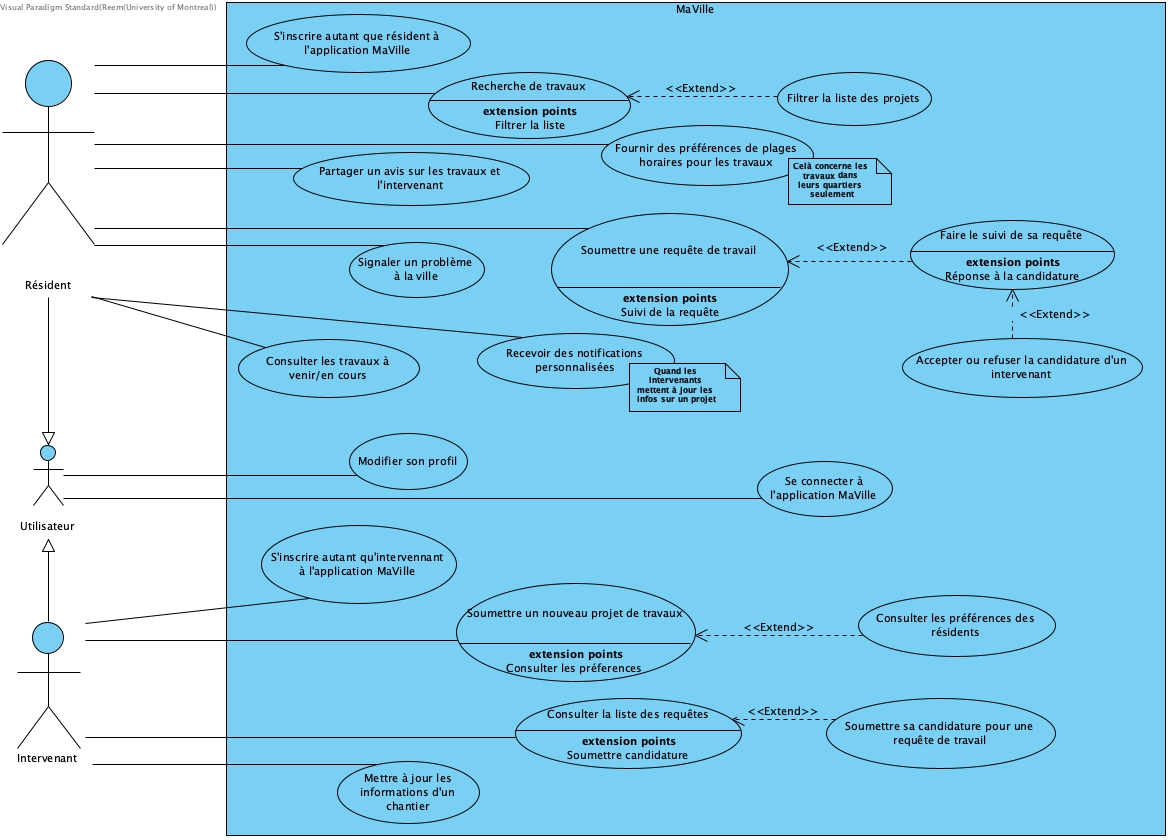 Visual Paradigm Standard(Reem(University of Montreal))
MaVille
S'inscrire autant que résident à
l'application MaVille
Recherche de travaux
extension points
Filtrer la liste
<<Extend>>
Filtrer la liste des projets
Fournir des préférences de plages
horaires pour les travaux
Celà concerne les
travaux dans
leurs quartiers
seulement
Partager un avis sur les travaux et
l'intervenant
Soumettre une requête de travail
extension points
Suivi de la requête
<<Extend>>
Faire le suivi de sa requête
extension points
Réponse à la candidature
Signaler un problème
à la ville
Résident
<<Extend>>
Recevoir des notifications
personnalisées
Quand les
intervenants
mettent à jour les
infos sur un projet
Consulter les travaux à
venir/en cours
Accepter ou refuser la candidature d'un
intervenant
Modifier son profil
Se connecter à
l'application MaVille
Utilisateur
S'inscrire autant qu'intervennant
à l'application MaVille
Soumettre un nouveau projet de travaux
extension points
Consulter les préferences
<<Extend>>
Consulter les préférences des
résidents
Consulter la liste des requêtes
extension points
Soumettre candidature
<<Extend>>
Soumettre sa candidature pour une
requête de travail
Intervenant
Mettre à jour les
informations d'un
chantier